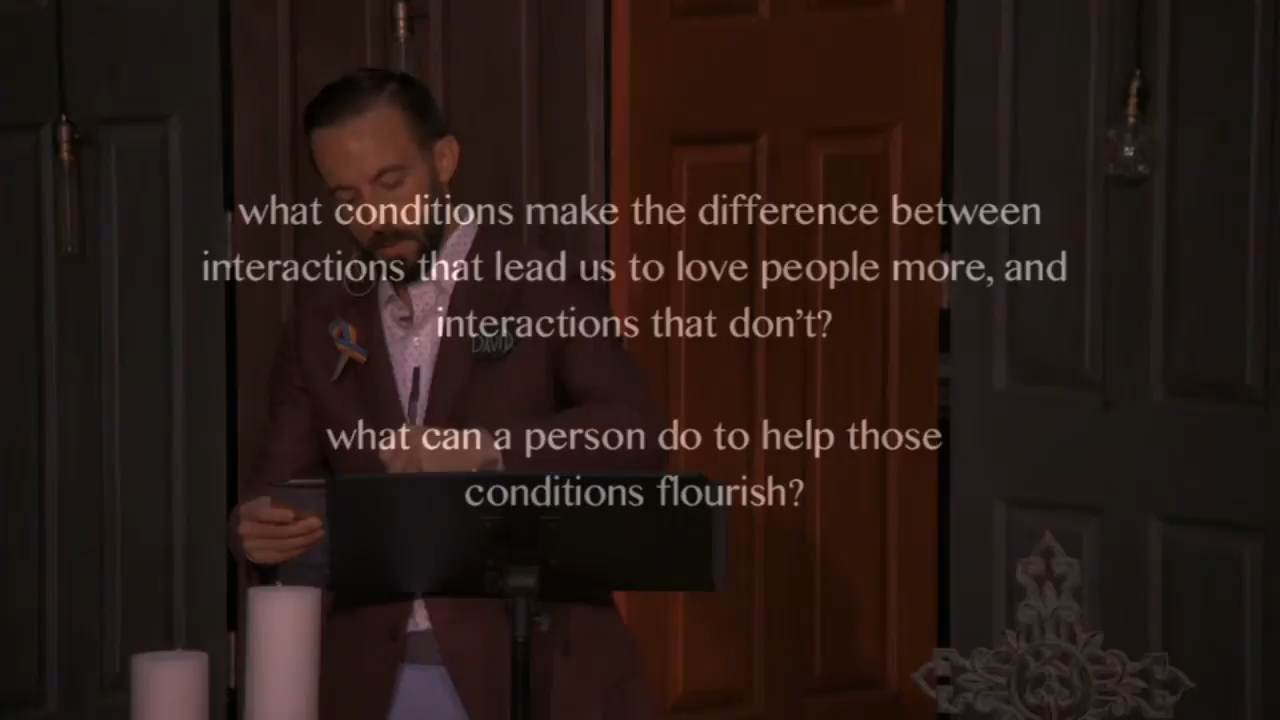 what conditions make the difference between
interactions that lead us to love people more, and
interactions that don't?
DAVID
what can a person do to help those
conditions flourish?